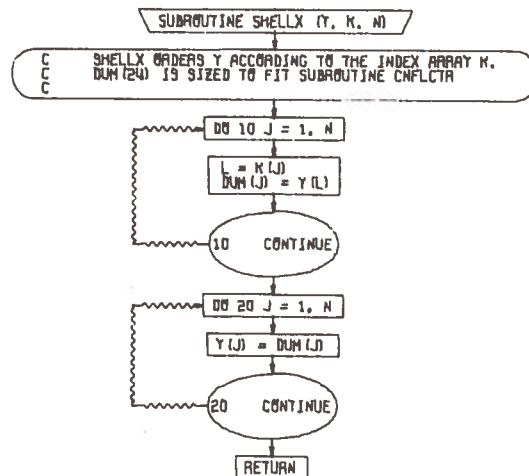 SUBROUTINE SHELLX (Y, K, N)
C SHELLX ORDERS Y ACCORDING TO THE INDEX ARRAY K.
C DUM(24) IS SIZED TO FIT SUBROUTINE CNFLCTA
C
DO 10 J = 1, N
L = K(J)
DUM(J) = Y(L)
10 CONTINUE
DO 20 J = 1, N
Y(J) = DUM(J)
20 CONTINUE
RETURN